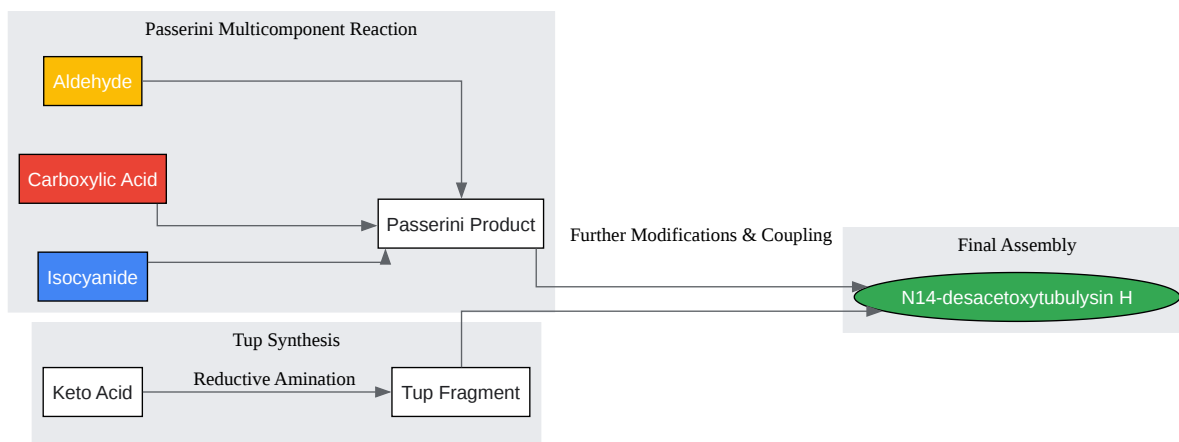 Passerini Multicomponent Reaction
Aldehyde
Carboxylic Acid
Isocyanide
Passerini Product
Further Modifications & Coupling
Final Assembly
N14-desacetoxytubulysin H
Tup Synthesis
Keto Acid
Reductive Amination
Tup Fragment